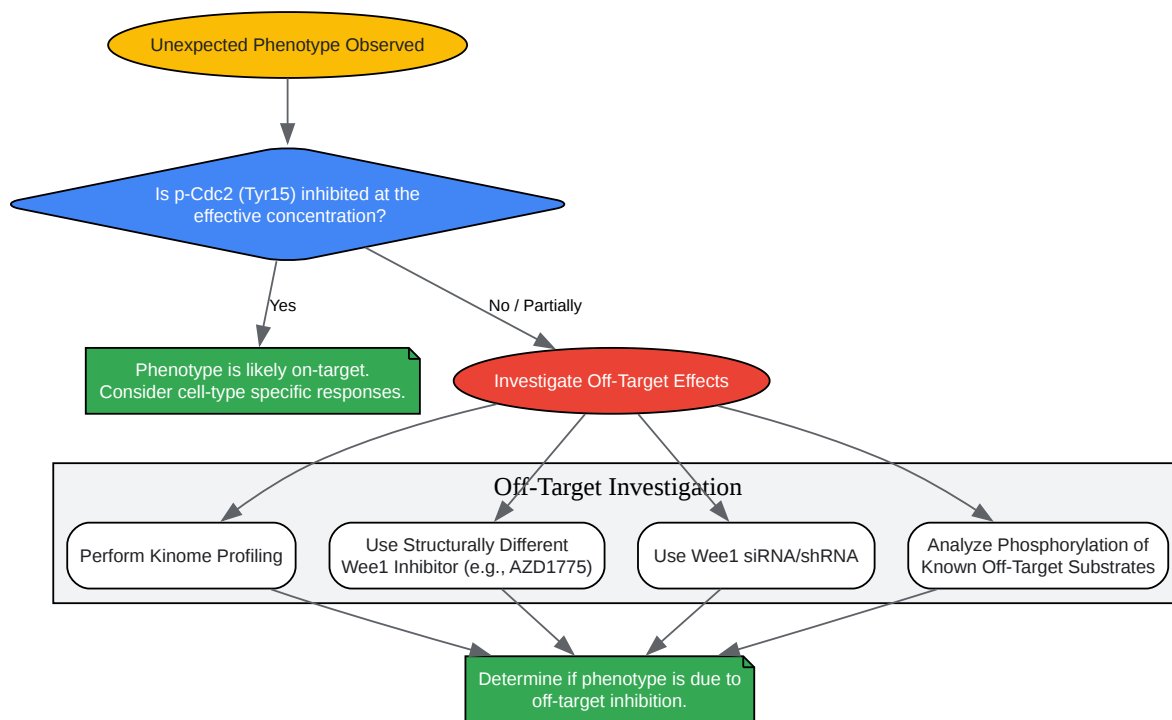 Unexpected Phenotype Observed
Is p-Cdc2 (Tyr15) inhibited at the
effective concentration?
Yes
No / Partially
Phenotype is likely on-target.
Consider cell-type specific responses.
Investigate Off-Target Effects
Off-Target Investigation
Perform Kinome Profiling
Use Structurally Different
Wee1 Inhibitor (e.g., AZD1775)
Use Wee1 siRNA/shRNA
Analyze Phosphorylation of
Known Off-Target Substrates
Determine if phenotype is due to
off-target inhibition.